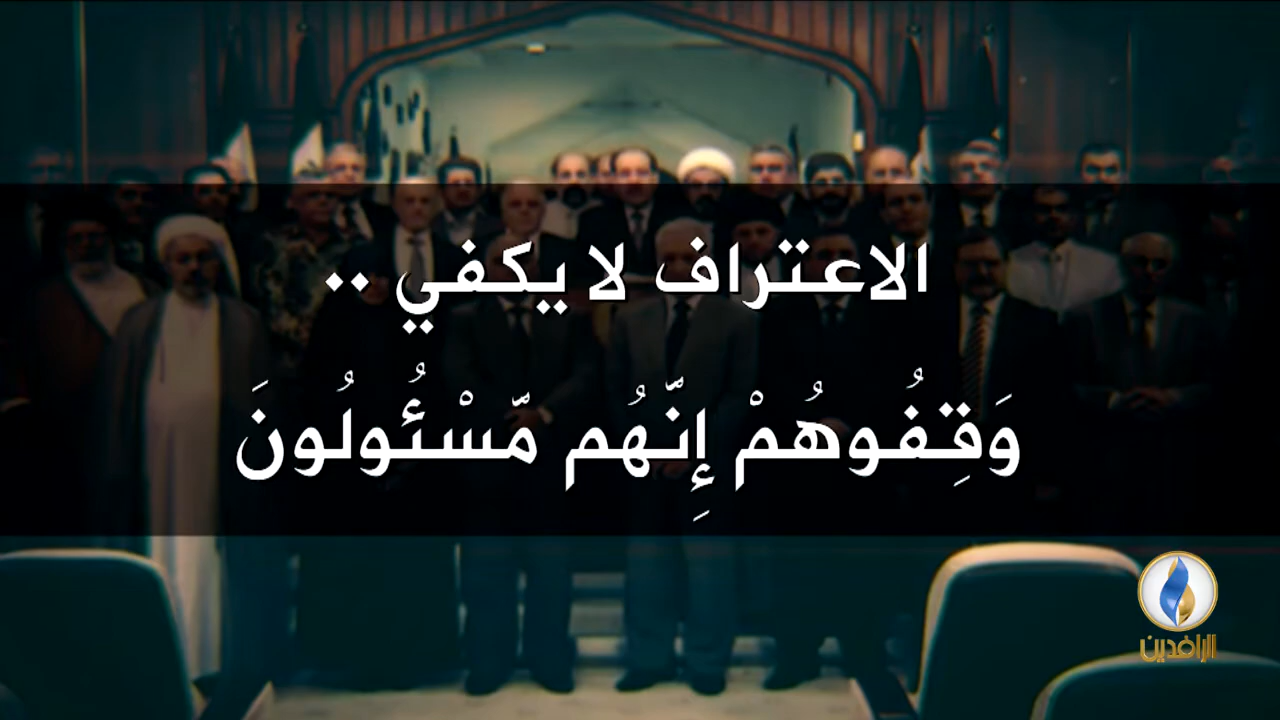 الاعتراف لا يكفي ..
وَقِفُوهُمْ إِنَّهُم مَّسْئُولُونَ
الرافدين